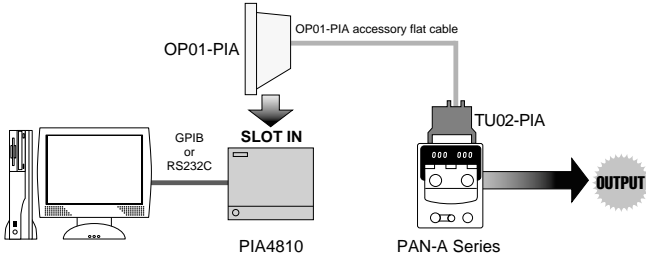 OP01-PIA accessory flat cable
OP01-PIA
TU02-PIA
GPIB
or
RS232C
SLOT IN
000 000
OUTPUT
PIA4810
PAN-A Series